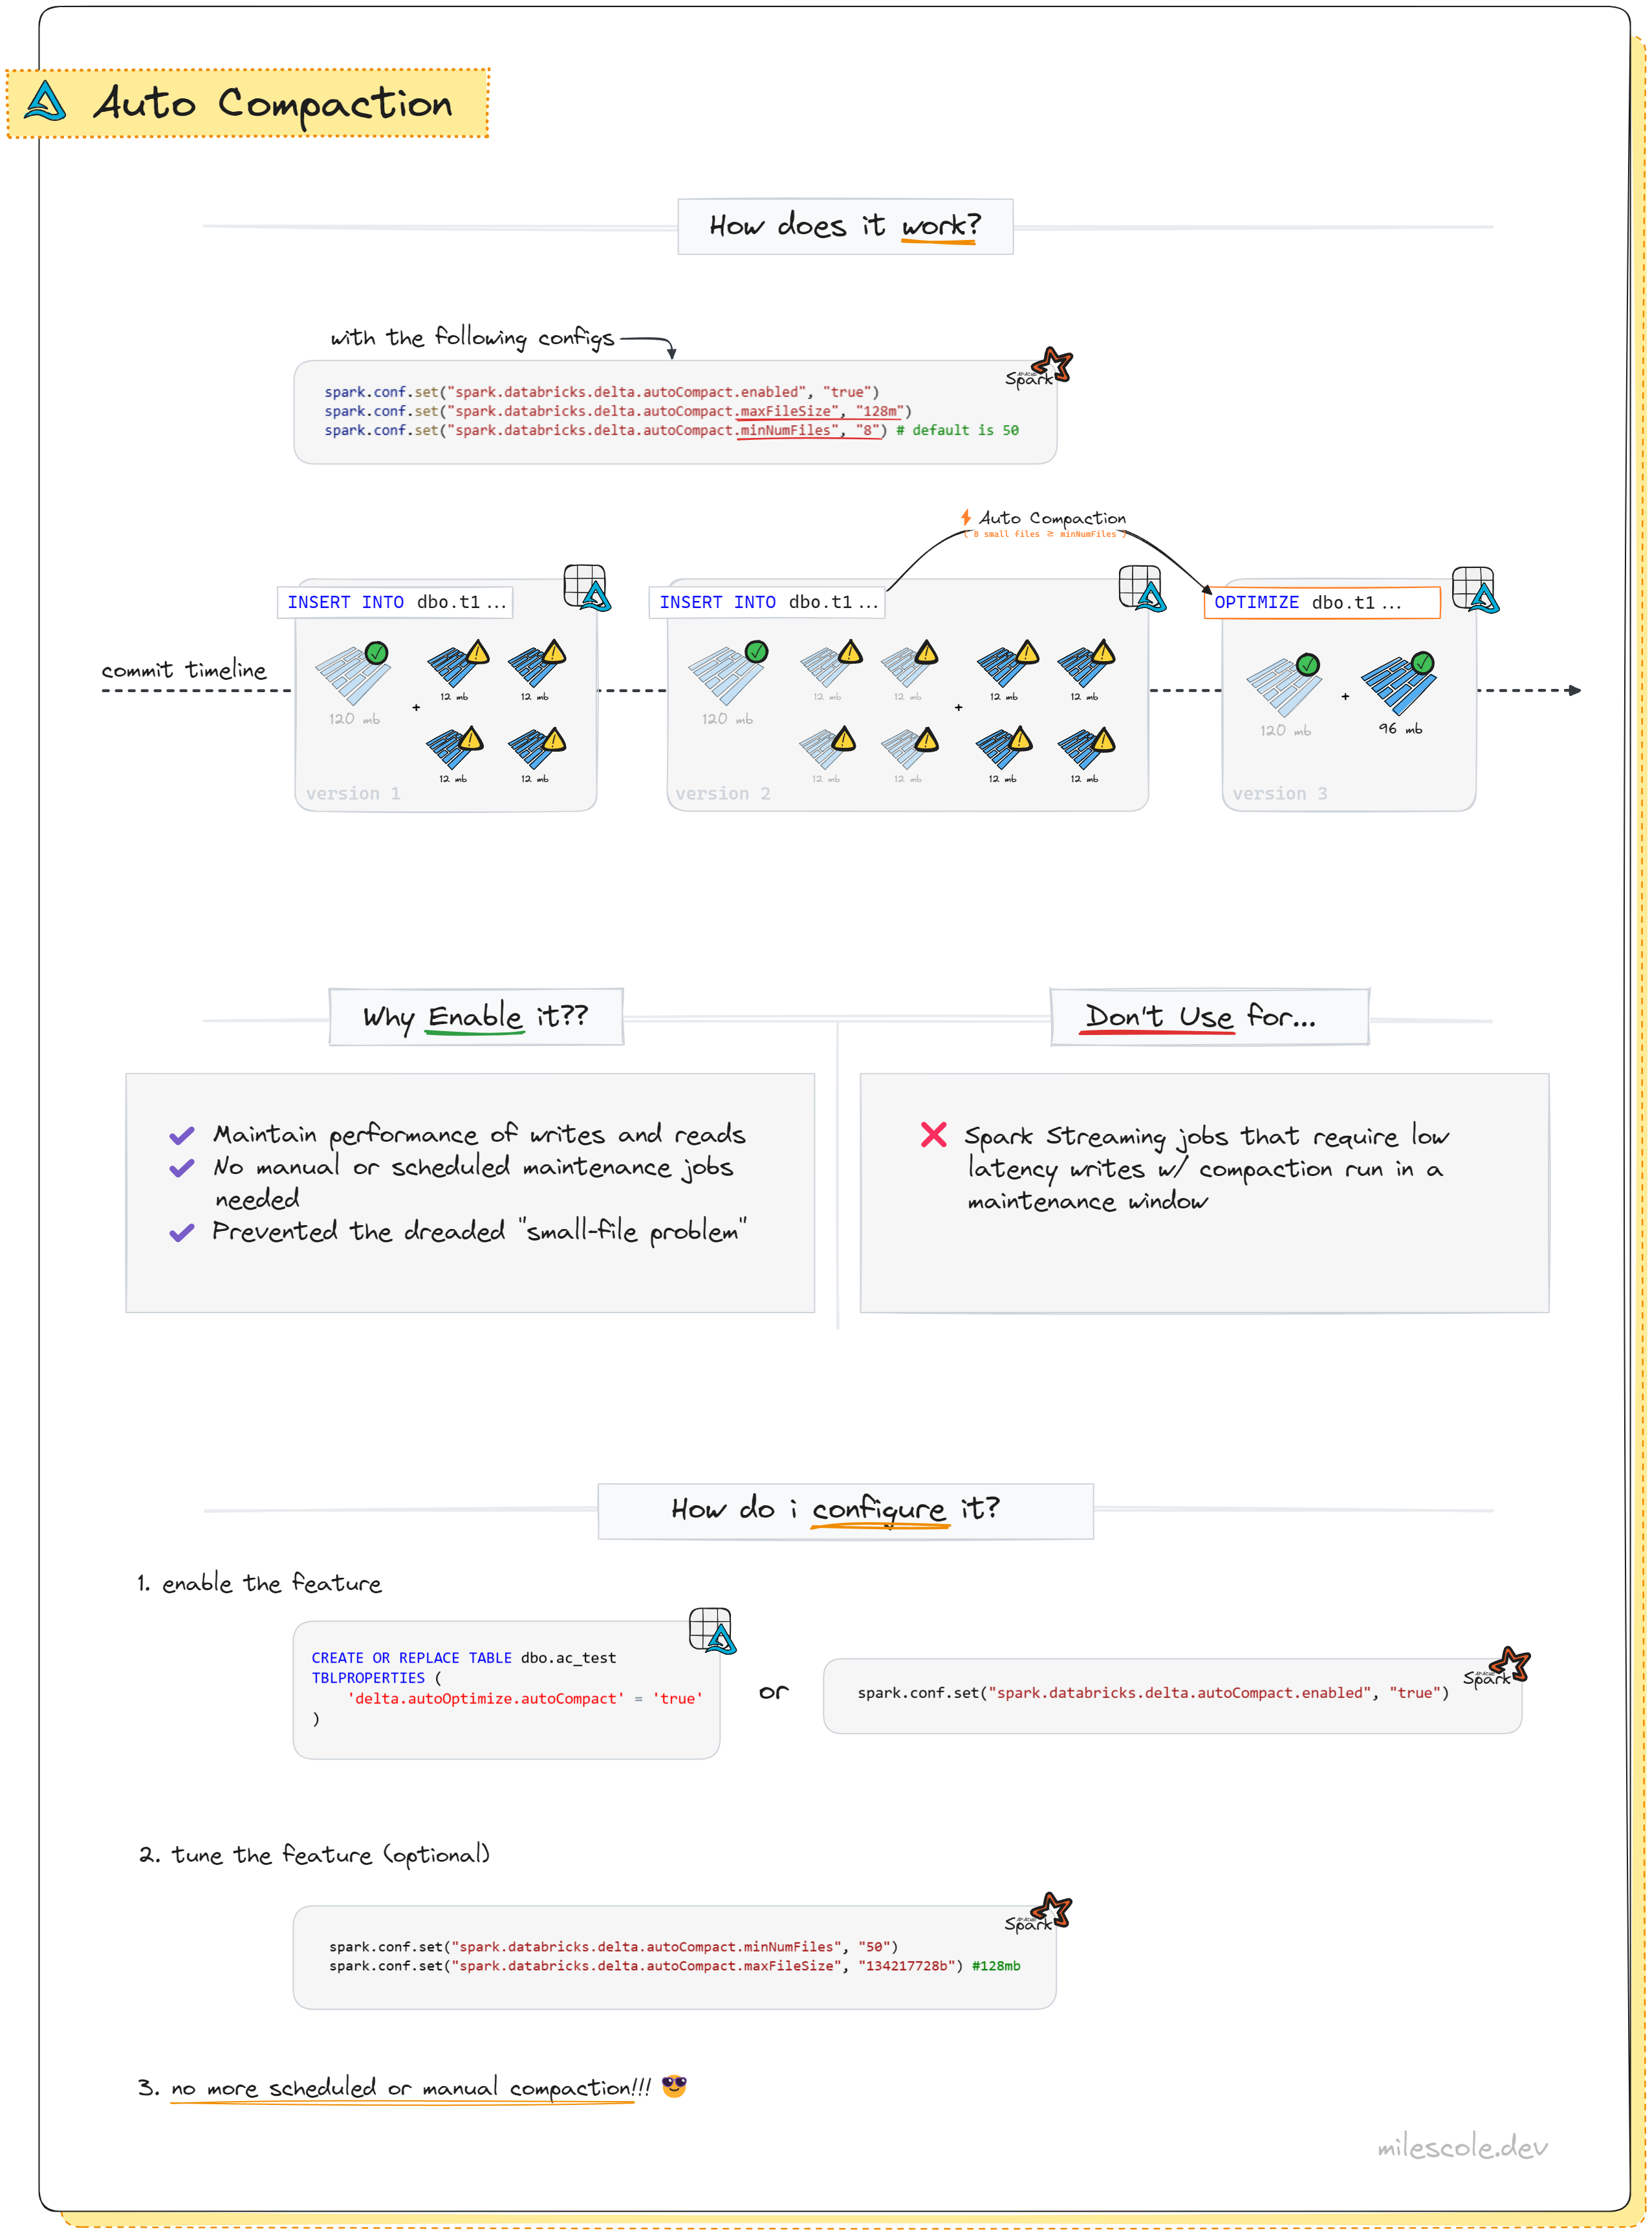 Auto Compaction
How does it work?
with the following configs
APACHE
Spark
spark.conf.set("spark.databricks.delta.autoCompact.enabled", "true")
spark.conf.set("spark.databricks.delta.autoCompact.maxFileSize", "128m")
spark.conf.set("spark.databricks.delta.autoCompact.minNumFiles", "8") # default is 50
Auto Compaction
( 8 small files ≥ minNumFiles )
commit timeline
INSERT INTO dbo.t1...
120 mb
+
12 mb
12 mb
12 mb
12 mb
version 1
INSERT INTO dbo.t1...
120 mb
12 mb
12 mb
12 mb
12 mb
+
12 mb
12 mb
12 mb
12 mb
version 2
OPTIMIZE dbo.t1...
120 mb
+
96 mb
version 3
Why Enable it??
Maintain performance of writes and reads
No manual or scheduled maintenance jobs
needed
Prevented the dreaded "small-file problem"
Don't Use for...
Spark Streaming jobs that require low
latency writes w/ compaction run in a
maintenance window
How do i configure it?
1. enable the feature
CREATE OR REPLACE TABLE dbo.ac_test
TBLPROPERTIES (
'delta.autoOptimize.autoCompact' = 'true'
)
or
APACHE
Spark
spark.conf.set("spark.databricks.delta.autoCompact.enabled", "true")
2. tune the feature (optional)
APACHE
Spark
spark.conf.set("spark.databricks.delta.autoCompact.minNumFiles", "50")
spark.conf.set("spark.databricks.delta.autoCompact.maxFileSize", "134217728b") #128mb
3. no more scheduled or manual compaction!!! 😎
milescole.dev